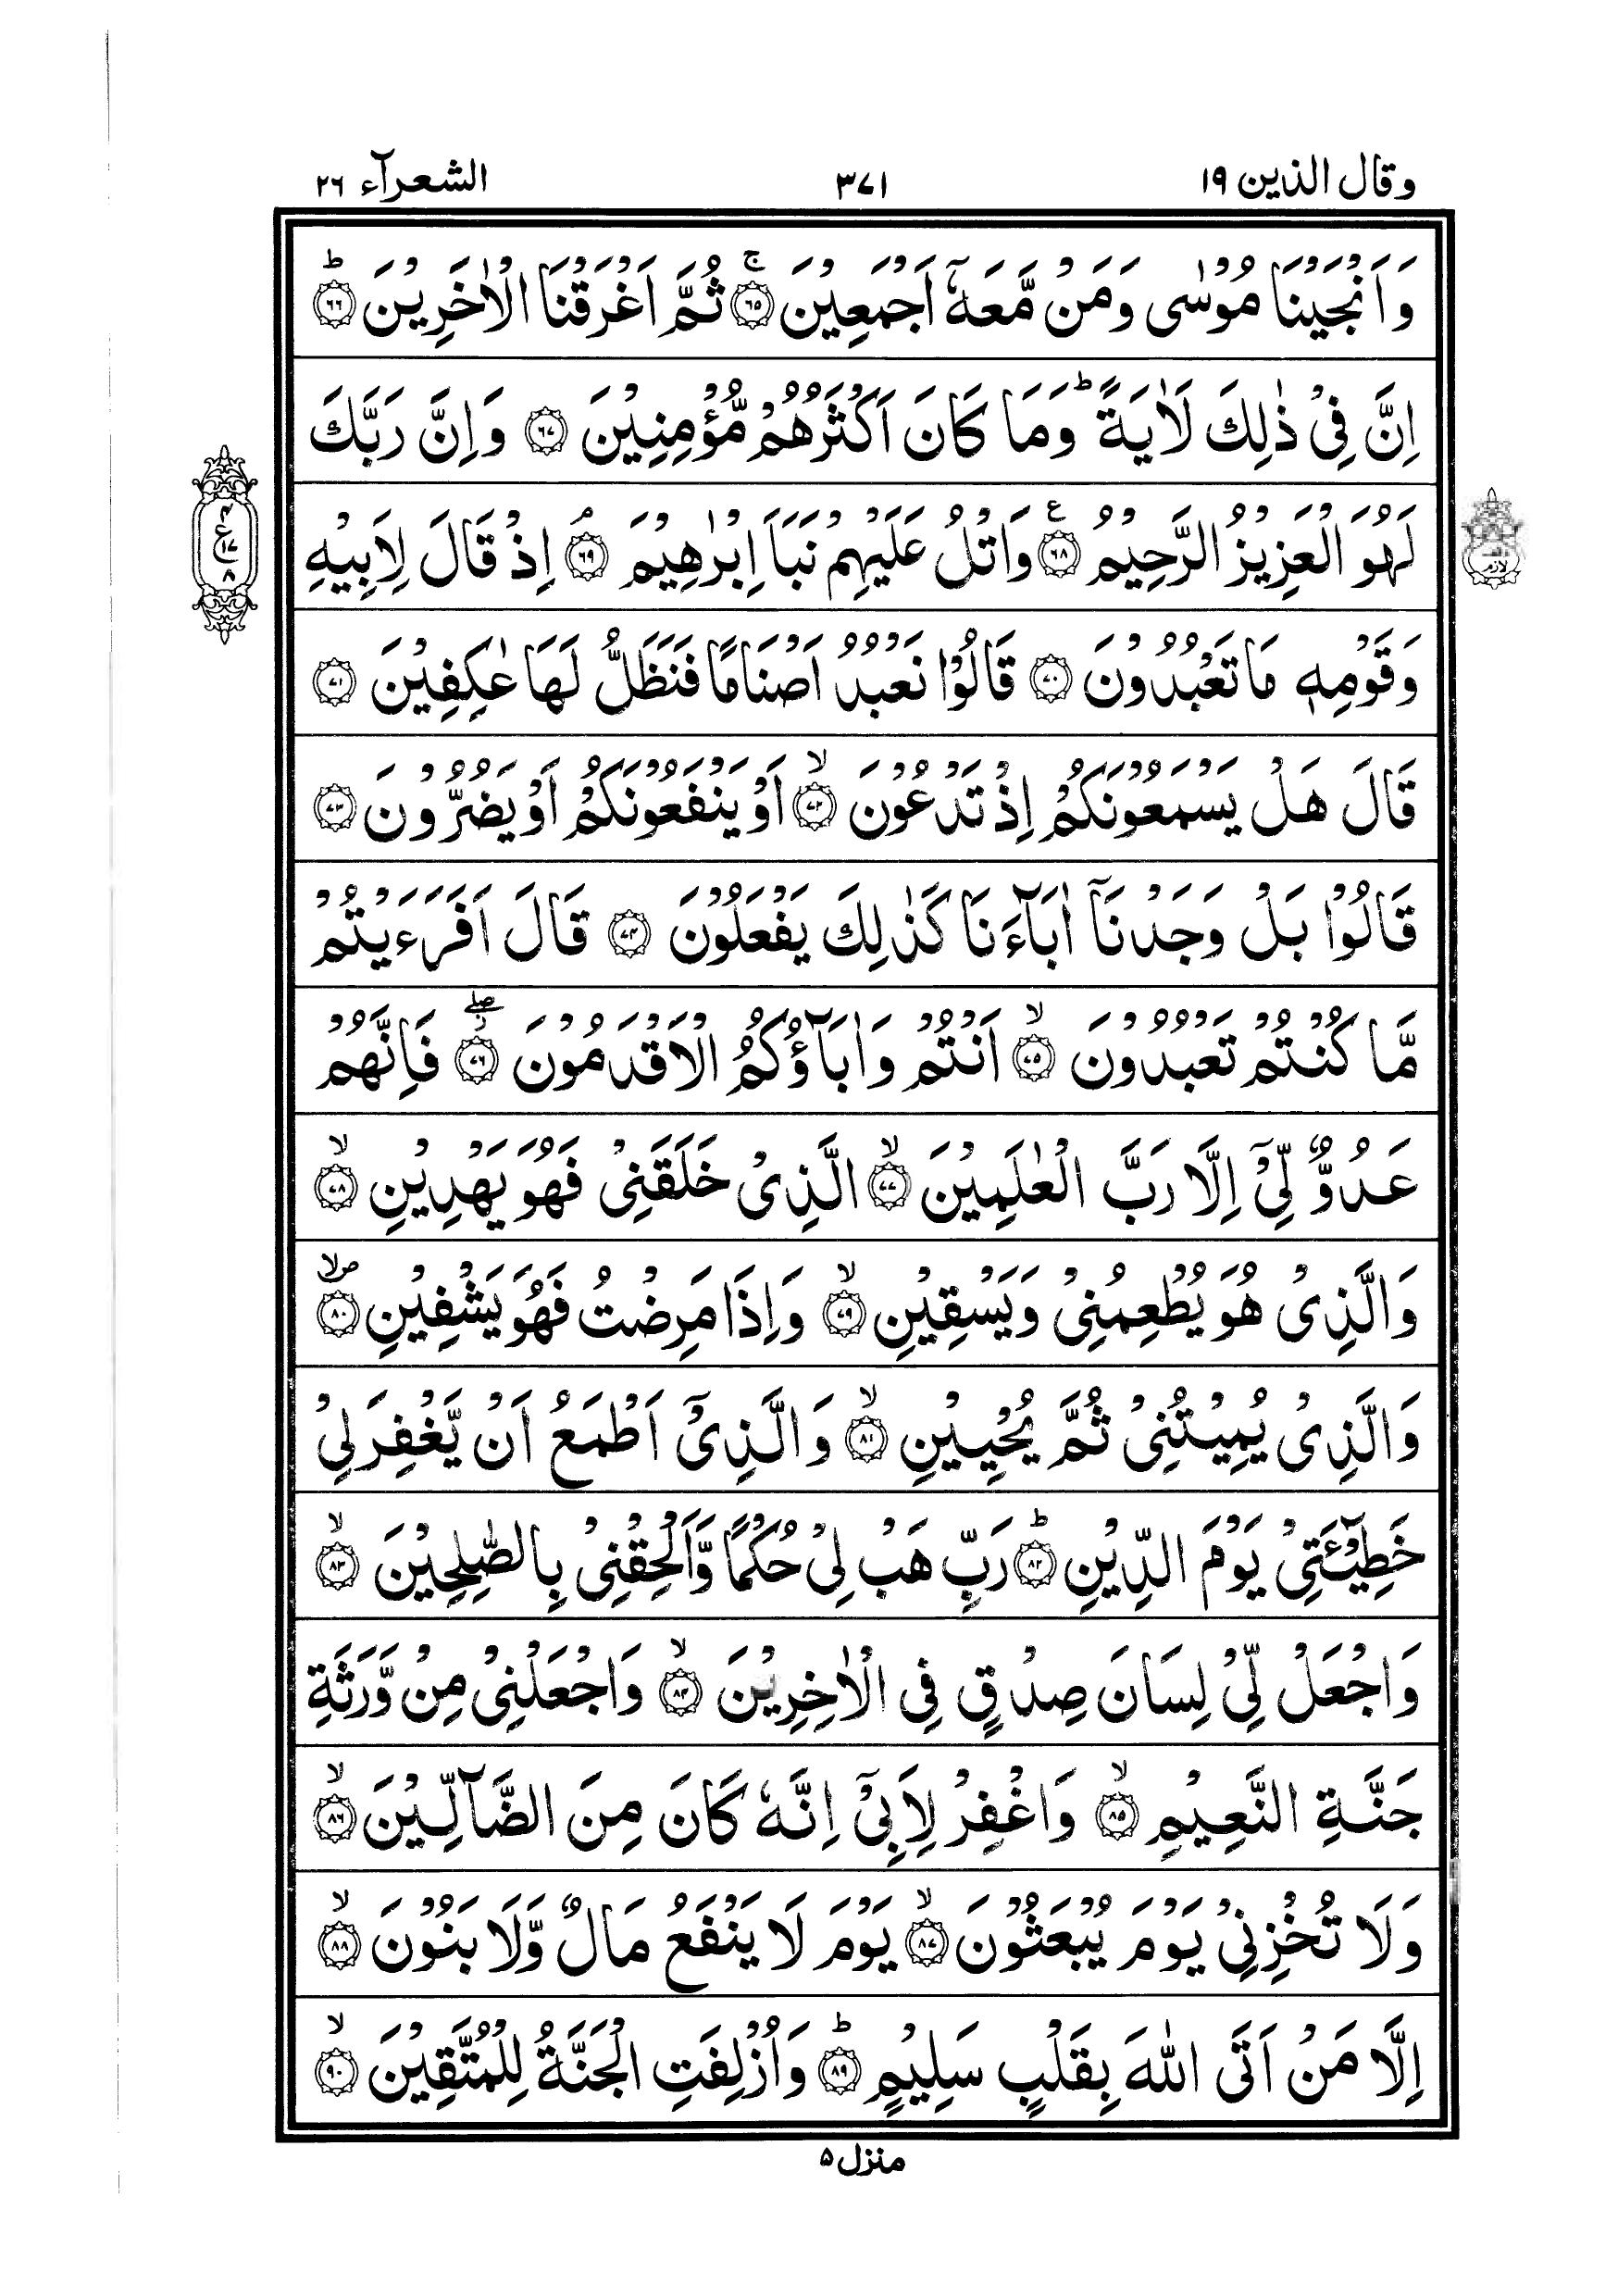 وقال الذين ١٩
٣٧١
الشعرآء ٢٦
وَاَنْجَيْنَا مُوْسٰى وَمَنْ مَّعَهٗۤ اَجْمَعِيْنَ ۚ‏ ﴿٦٥﴾ ثُمَّ اَغْرَقْنَا الْاٰخَرِيْنَ ؕ‏ ﴿٦٦﴾
اِنَّ فِىْ ذٰلِكَ لَاٰيَةً ؕ وَمَا كَانَ اَكْثَرُهُمْ مُّؤْمِنِيْنَ ﴿٦٧﴾ وَاِنَّ رَبَّكَ
لَهُوَ الْعَزِيْزُ الرَّحِيْمُ ﴿٦٨﴾ ع وَاتْلُ عَلَيْهِمْ نَبَاَ اِبْرٰهِيْمَ ۘ‏ ﴿٦٩﴾ اِذْ قَالَ لِاَبِيْهِ
وَقَوْمِهٖ مَا تَعْبُدُوْنَ ﴿٧٠﴾ قَالُوْا نَعْبُدُ اَصْنَامًا فَنَظَلُّ لَهَا عٰكِفِيْنَ ﴿٧١﴾
قَالَ هَلْ يَسْمَعُوْنَكُمْ اِذْ تَدْعُوْنَ ۙ‏ ﴿٧٢﴾ اَوْ يَنْفَعُوْنَكُمْ اَوْ يَضُرُّوْنَ ﴿٧٣﴾
قَالُوْا بَلْ وَجَدْنَاۤ اٰبَآءَنَا كَذٰلِكَ يَفْعَلُوْنَ ﴿٧٤﴾ قَالَ اَفَرَءَيْتُمْ
مَّا كُنْتُمْ تَعْبُدُوْنَ ۙ‏ ﴿٧٥﴾ اَنْتُمْ وَاٰبَآؤُكُمُ الْاَقْدَمُوْنَ ۖ‏ ﴿٧٦﴾ فَاِنَّهُمْ
عَدُوٌّ لِّىْۤ اِلَّا رَبَّ الْعٰلَمِيْنَ ۙ‏ ﴿٧٧﴾ الَّذِىْ خَلَقَنِىْ فَهُوَ يَهْدِيْنِ ۙ‏ ﴿٧٨﴾
وَالَّذِىْ هُوَ يُطْعِمُنِىْ وَيَسْقِيْنِ ۙ‏ ﴿٧٩﴾ وَاِذَا مَرِضْتُ فَهُوَ يَشْفِيْنِ ۙ‏ ﴿٨٠﴾
وَالَّذِىْ يُمِيْتُنِىْ ثُمَّ يُحْيِيْنِ ۙ‏ ﴿٨١﴾ وَالَّذِىْۤ اَطْمَعُ اَنْ يَّغْفِرَ لِىْ
خَطِيْٓئَتِىْ يَوْمَ الدِّيْنِ ؕ‏ ﴿٨٢﴾ رَبِّ هَبْ لِىْ حُكْمًا وَّاَلْحِقْنِىْ بِالصّٰلِحِيْنَ ۙ‏ ﴿٨٣﴾
وَاجْعَلْ لِّىْ لِسَانَ صِدْقٍ فِى الْاٰخِرِيْنَ ۙ‏ ﴿٨٤﴾ وَاجْعَلْنِىْ مِنْ وَّرَثَةِ
جَنَّةِ النَّعِيْمِ ۙ‏ ﴿٨٥﴾ وَاغْفِرْ لِاَبِىْۤ اِنَّهٗ كَانَ مِنَ الضَّآلِّيْنَ ۙ‏ ﴿٨٦﴾
وَلَا تُخْزِنِىْ يَوْمَ يُبْعَثُوْنَ ۙ‏ ﴿٨٧﴾ يَوْمَ لَا يَنْفَعُ مَالٌ وَّلَا بَنُوْنَ ۙ‏ ﴿٨٨﴾
اِلَّا مَنْ اَتَى اللّٰهَ بِقَلْبٍ سَلِيْمٍ ؕ‏ ﴿٨٩﴾ وَاُزْلِفَتِ الْجَنَّةُ لِلْمُتَّقِيْنَ ۙ‏ ﴿٩٠﴾
منزل ۵